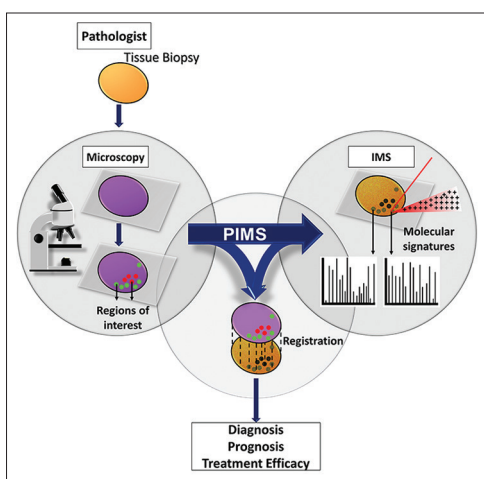 Pathologist
Tissue Biopsy
Microscopy
IMS
Molecular
signatures
PIMS
Regions of
interest
Registration
Diagnosis
Prognosis
Treatment Efficacy